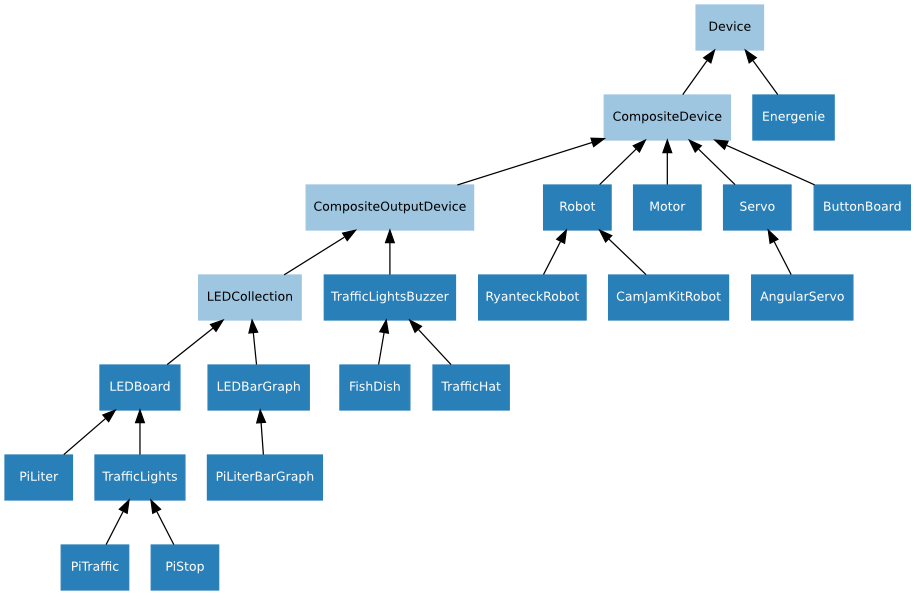 Device
CompositeDevice
Energenie
CompositeOutputDevice
Robot
Motor
Servo
ButtonBoard
LEDCollection
TrafficLightsBuzzer
RyanteckRobot
CamJamKitRobot
AngularServo
LEDBoard
LEDBarGraph
FishDish
TrafficHat
PiLiter
TrafficLights
PiLiterBarGraph
PiTraffic
PiStop